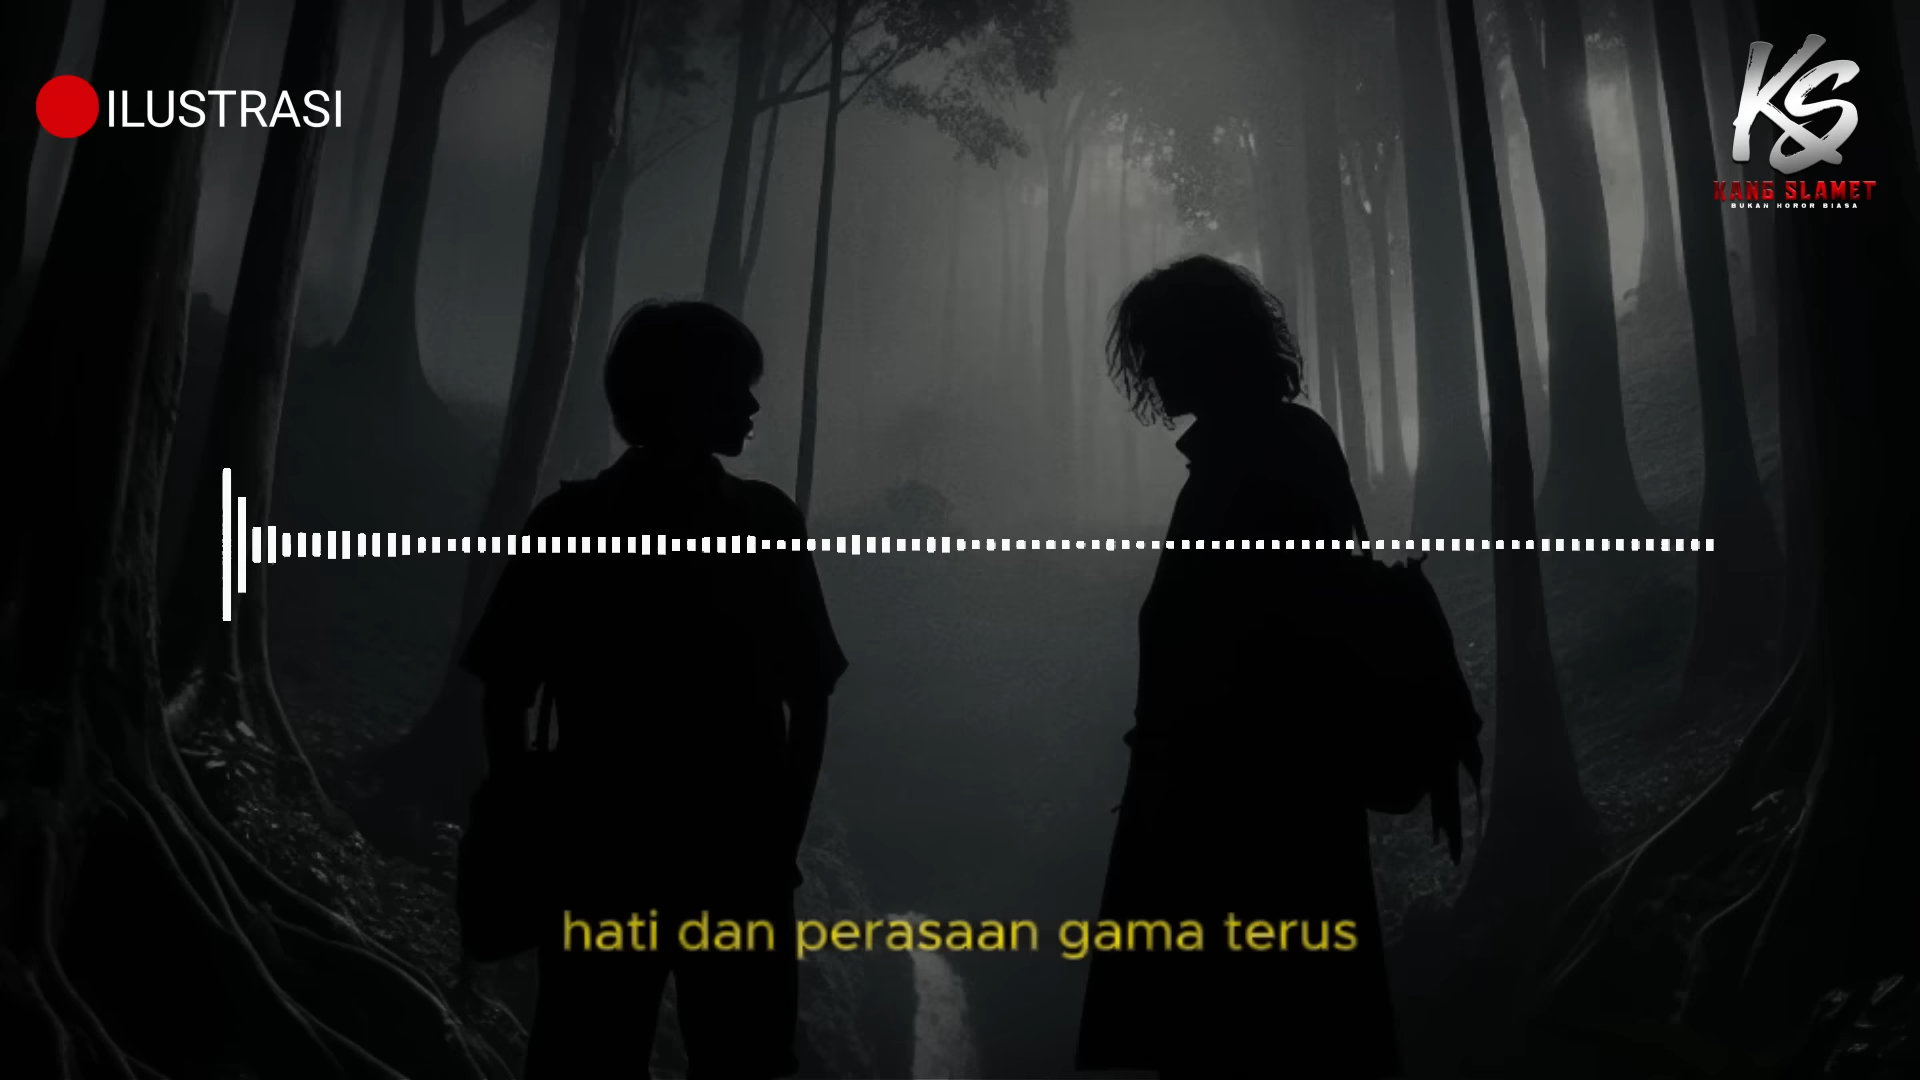 ILUSTRASI
KS
KANG SLAMET
BUKAN HOROR BIASA
hati dan perasaan gama terus